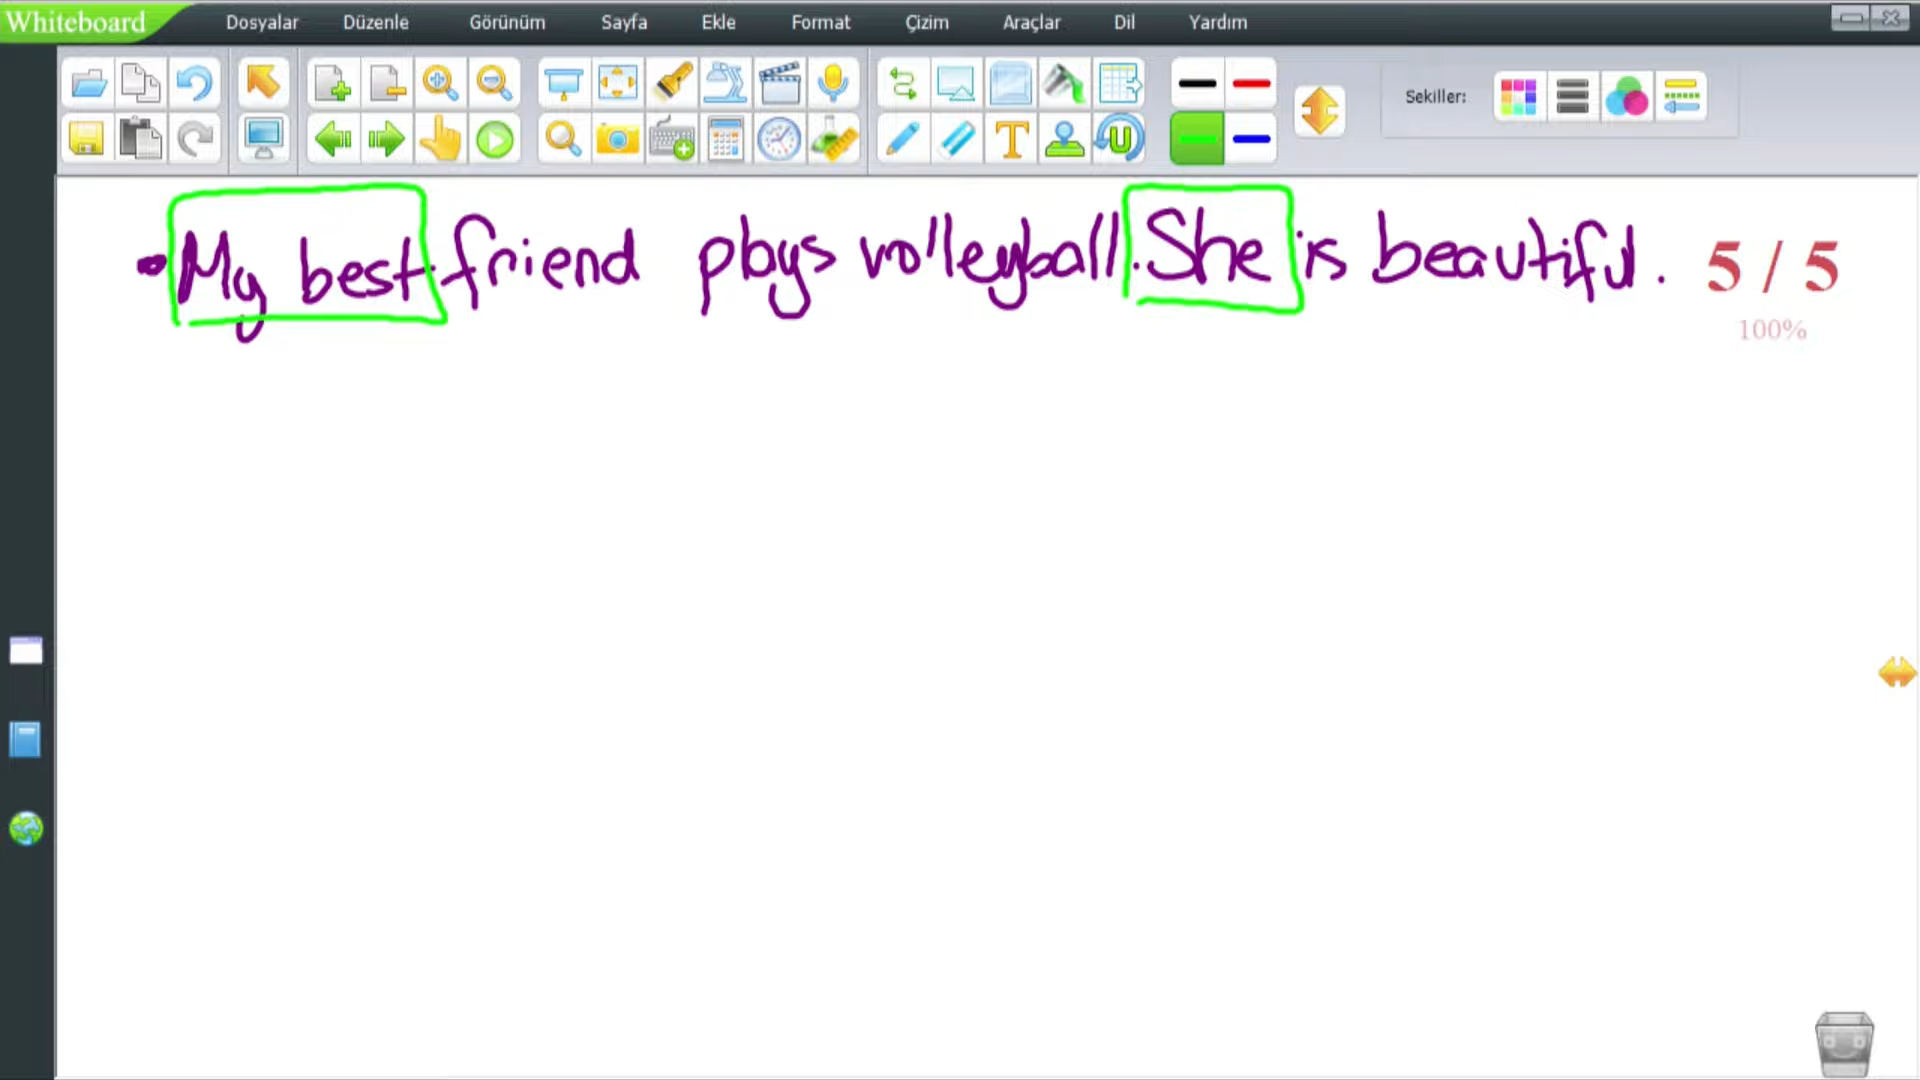 Whiteboard Dosyalar Düzenle Görünüm Sayfa Ekle Format Çizim Araçlar Dil Yardım
Sekiller:
• My best friend plays volleyball. She is beautiful.
5 / 5
100%